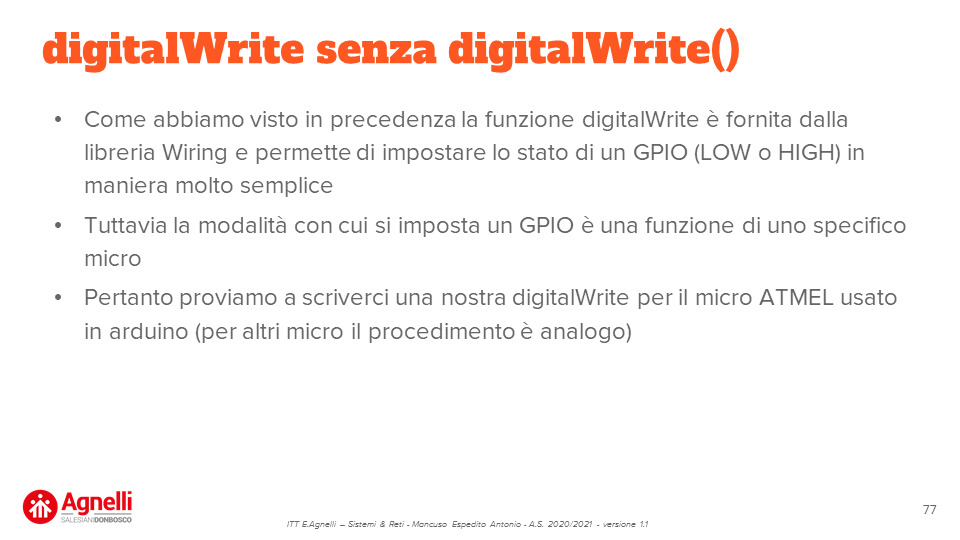 digitalWrite senza digitalWrite()
• Come abbiamo visto in precedenza la funzione digitalWrite è fornita dalla
libreria Wiring e permette di impostare lo stato di un GPIO (LOW o HIGH) in
maniera molto semplice
• Tuttavia la modalità con cui si imposta un GPIO è una funzione di uno specifico
micro
• Pertanto proviamo a scriverci una nostra digitalWrite per il micro ATMEL usato
in arduino (per altri micro il procedimento è analogo)
Agnelli
SALESIANI DONBOSCO
ITT E.Agnelli – Sistemi & Reti - Mancuso Espedito Antonio - A.S. 2020/2021 - versione 1.1
77